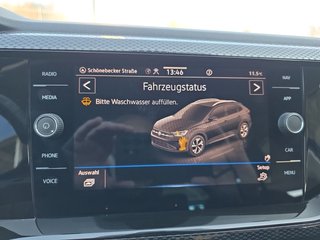 RADIO
MEDIA
PHONE
VOICE
Schönebecker Straße
13:46
11.5°C
Fahrzeugstatus
Bitte Waschwasser auffüllen.
Auswahl
Setup
NAV
APP
CAR
MENU